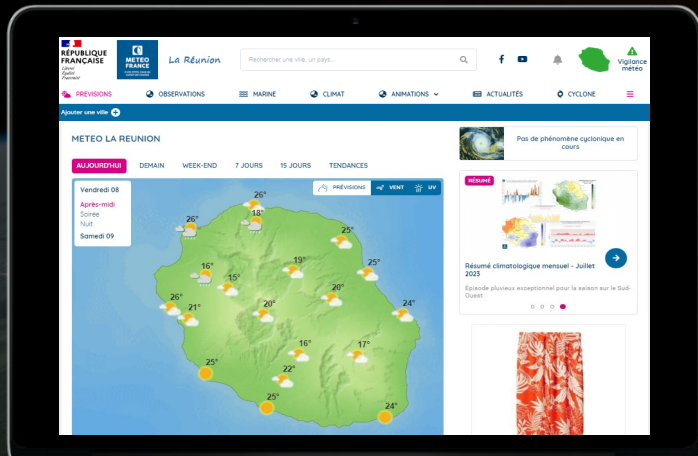 RÉPUBLIQUE
FRANÇAISE
Liberté
Égalité
Fraternité
METEO
FRANCE
La Réunion
Rechercher une ville, un pays...
Vigilance
météo
PREVISIONS
OBSERVATIONS
MARINE
CLIMAT
ANIMATIONS
ACTUALITÉS
CYCLONE
Ajouter une ville
METEO LA REUNION
AUJOURD'HUI
DEMAIN
WEEK-END
7 JOURS
15 JOURS
TENDANCES
Vendredi 08
Après-midi
Soirée
Nuit
Samedi 09
PRÉVISIONS
VENT
UV
26°
18°
26°
25°
19°
25°
16°
15°
20°
26°
21°
20°
24°
16°
17°
25°
22°
25°
24°
Pas de phénomène cyclonique en
cours
RÉSUMÉ
Résumé climatologique mensuel - Juillet
2023
Épisode pluvieux exceptionnel pour la saison sur le Sud-
Ouest